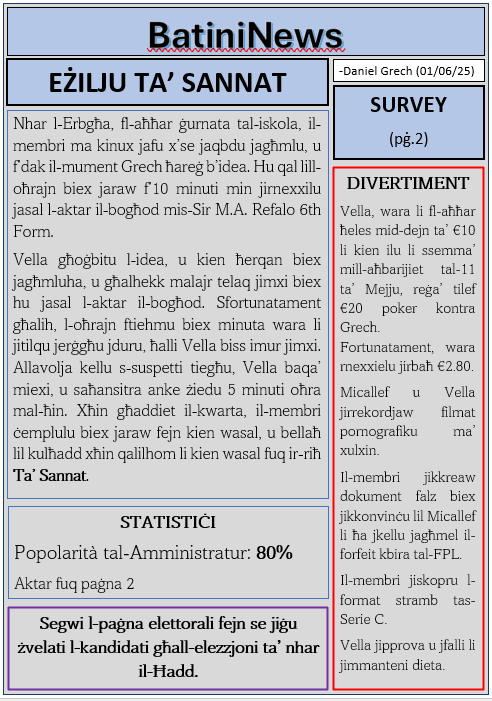 BatiniNews
EŻILJU TA’ SANNAT
-Daniel Grech (01/06/25)
SURVEY
(pġ.2)
Nhar l-Erbgħa, fl-aħħar ġurnata tal-iskola, il-
membri ma kinux jafu x’se jaqbdu jagħmlu, u
f’dak il-mument Grech ħareġ b’idea. Hu qal lill-
oħrajn biex jaraw f’10 minuti min jirnexxilu
jasal l-aktar il-bogħod mis-Sir M.A. Refalo 6th
Form.
Vella għoġbitu l-idea, u kien ħerqan biex
jagħmluha, u għalhekk malajr telaq jimxi biex
hu jasal l-aktar il-bogħod. Sfortunatament
għalih, l-oħrajn ftiehmu biex minuta wara li
jitilqu jerġgħu jduru, ħalli Vella biss imur jimxi.
Allavolja kellu s-suspetti tiegħu, Vella baqa’
miexi, u saħansitra anke żiedu 5 minuti oħra
mal-ħin. Xħin għaddiet il-kwarta, il-membri
ċemplulu biex jaraw fejn kien wasal, u bellaħ
lil kulħadd xħin qalilhom li kien wasal fuq ir-riħ
Ta’ Sannat.
STATISTIĊI
Popolarità tal-Amministratur: 80%
Aktar fuq paġna 2
Segwi l-paġna elettorali fejn se jiġu
żvelati l-kandidati għall-elezzjoni ta’ nhar
il-Ħadd.
DIVERTIMENT
Vella, wara li fl-aħħar
ħeles mid-dejn ta’ €10
li kien ilu li ssemma’
mill-aħbarijiet tal-11
ta’ Mejju, reġa’ tilef
€20 poker kontra
Grech.
Fortunatament, wara
rnexxielu jirbaħ €2.80.
Micallef u Vella
jirrekordjaw filmat
pornografiku ma’
xulxin.
Il-membri jikkreaw
dokument falz biex
jikkonvinċu lil Micallef
li ħa jkellu jagħmel il-
forfeit kbira tal-FPL.
Il-membri jiskopru l-
format stramb tas-
Serie C.
Vella jipprova u jfalli li
jimmanteni dieta.